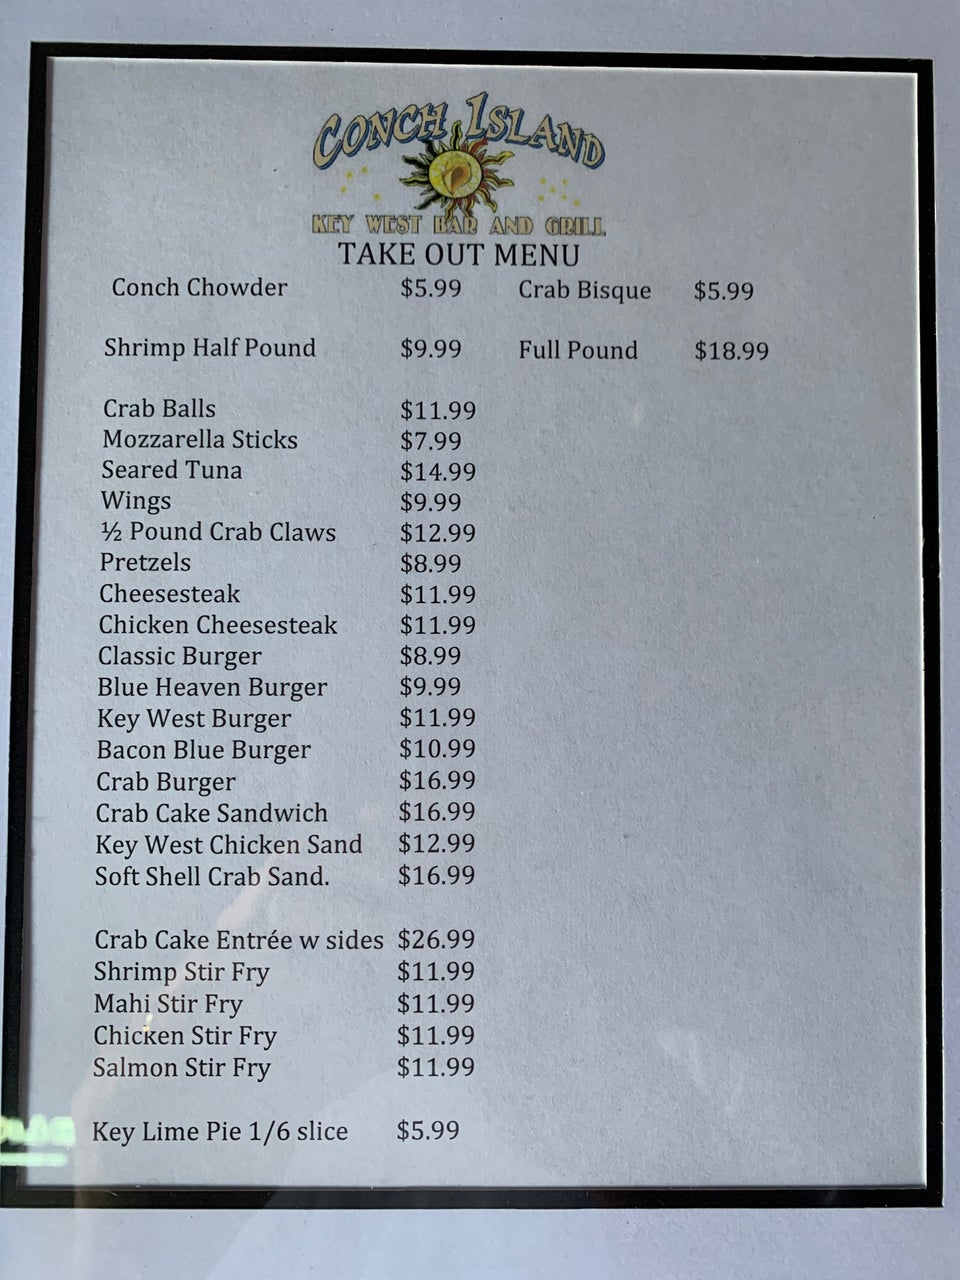 CONCH ISLAND
KEY WEST BAR AND GRILL
TAKE OUT MENU
Conch Chowder $5.99 Crab Bisque $5.99
Shrimp Half Pound $9.99 Full Pound $18.99
Crab Balls $11.99
Mozzarella Sticks $7.99
Seared Tuna $14.99
Wings $9.99
½ Pound Crab Claws $12.99
Pretzels $8.99
Cheesesteak $11.99
Chicken Cheesesteak $11.99
Classic Burger $8.99
Blue Heaven Burger $9.99
Key West Burger $11.99
Bacon Blue Burger $10.99
Crab Burger $16.99
Crab Cake Sandwich $16.99
Key West Chicken Sand $12.99
Soft Shell Crab Sand. $16.99
Crab Cake Entrée w sides $26.99
Shrimp Stir Fry $11.99
Mahi Stir Fry $11.99
Chicken Stir Fry $11.99
Salmon Stir Fry $11.99
Key Lime Pie 1/6 slice $5.99